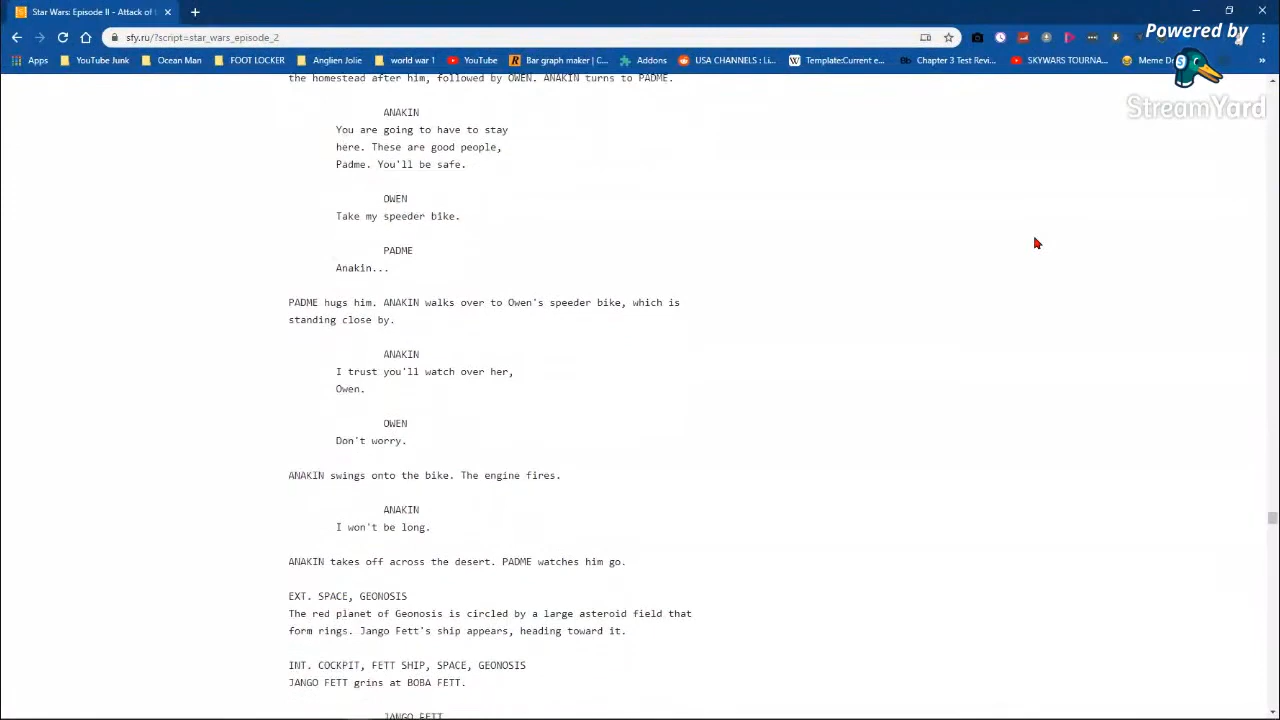 Star Wars: Episode II - Attack of
Powered by
sfy.ru/?script=star_wars_episode_2
Apps
YouTube Junk
Ocean Man
FOOT LOCKER
Anglien Jolie
world war 1
YouTube
Bar graph maker | C...
Addons
USA CHANNELS : Li...
Template:Current e...
Chapter 3 Test Revi...
SKYWARS TOURNA...
Meme De
StreamYard
the homestead after him, followed by OWEN. ANAKIN turns to PADME.
ANAKIN
You are going to have to stay
here. These are good people,
Padme. You'll be safe.
OWEN
Take my speeder bike.
PADME
Anakin...
PADME hugs him. ANAKIN walks over to Owen's speeder bike, which is
standing close by.
ANAKIN
I trust you'll watch over her,
Owen.
OWEN
Don't worry.
ANAKIN swings onto the bike. The engine fires.
ANAKIN
I won't be long.
ANAKIN takes off across the desert. PADME watches him go.
EXT. SPACE, GEONOSIS
The red planet of Geonosis is circled by a large asteroid field that
form rings. Jango Fett's ship appears, heading toward it.
INT. COCKPIT, FETT SHIP, SPACE, GEONOSIS
JANGO FETT grins at BOBA FETT.
JANGO FETT